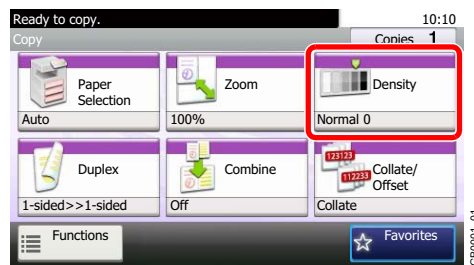 Ready to copy. 10:10
Copy Copies 1
Paper Selection
Auto
Zoom
100%
Density
Normal 0
Duplex
1-sided>>1-sided
Combine
Off
123123
112233
Collate/
Offset
Collate
Functions
Favorites